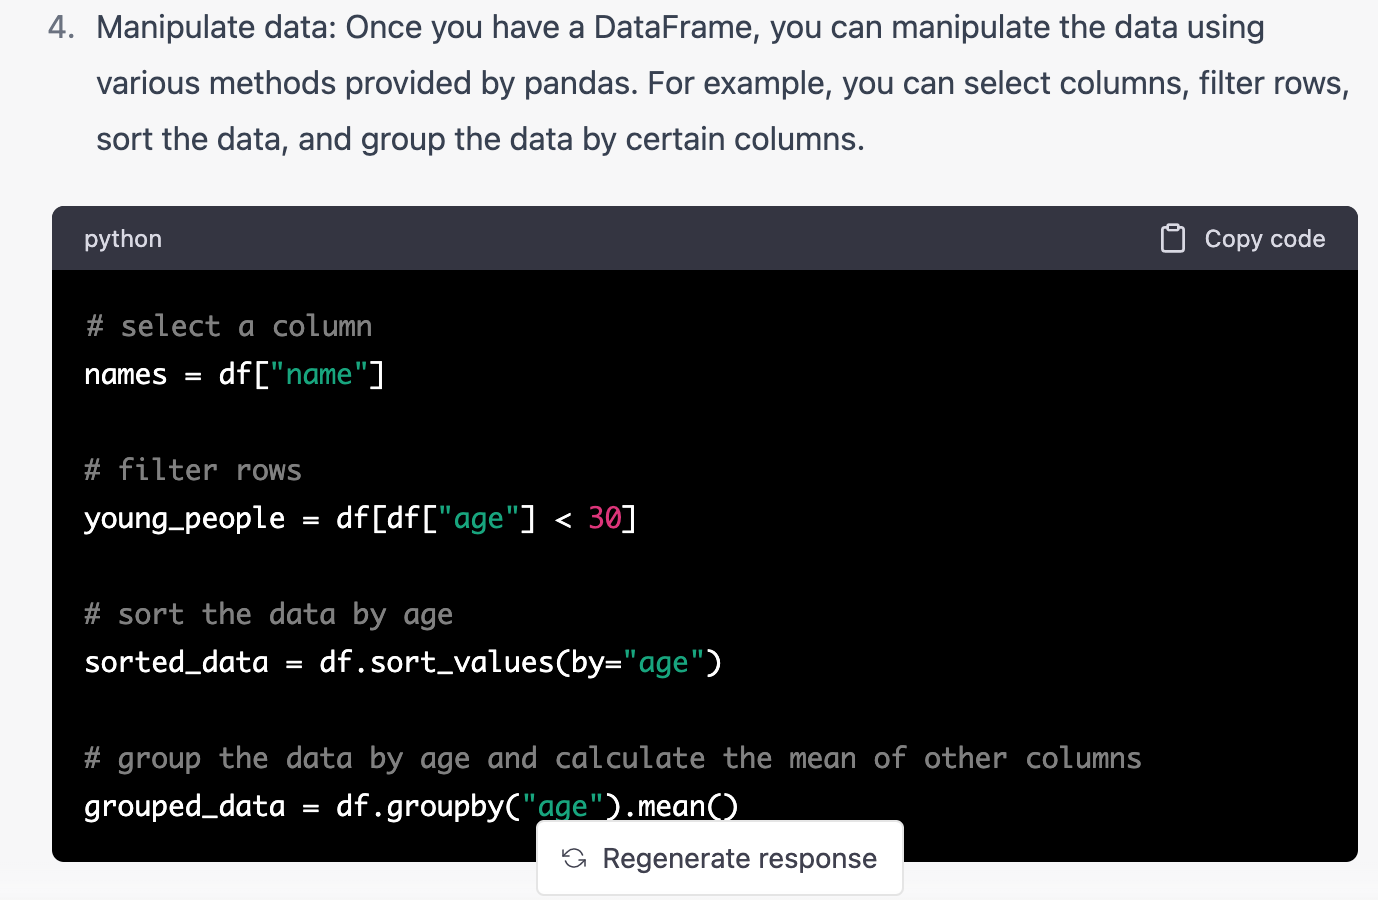 4. Manipulate data: Once you have a DataFrame, you can manipulate the data using
various methods provided by pandas. For example, you can select columns, filter rows,
sort the data, and group the data by certain columns.
python Copy code
# select a column
names = df["name"]
# filter rows
young_people = df[df["age"] < 30]
# sort the data by age
sorted_data = df.sort_values(by="age")
# group the data by age and calculate the mean of other columns
grouped_data = df.groupby("age").mean()
Regenerate response